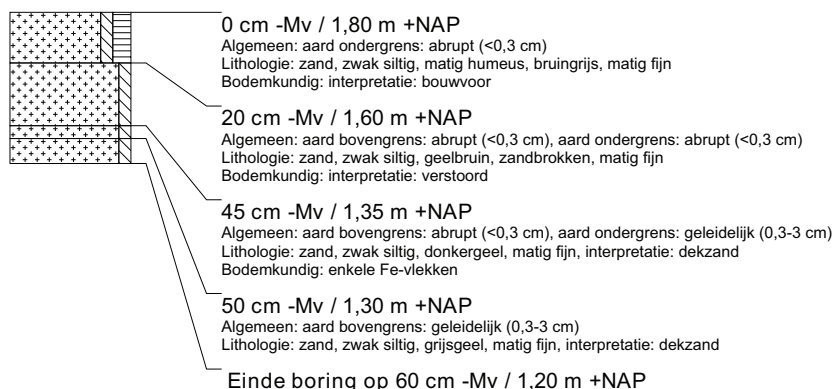 0 cm -Mv / 1,80 m +NAP
Algemeen: aard ondergrens: abrupt (<0,3 cm)
Lithologie: zand, zwak siltig, matig humeus, bruingrijs, matig fijn
Bodemkundig: interpretatie: bouwvoor
20 cm -Mv / 1,60 m +NAP
Algemeen: aard bovengrens: abrupt (<0,3 cm), aard ondergrens: abrupt (<0,3 cm)
Lithologie: zand, zwak siltig, geelbruin, zandbrokken, matig fijn
Bodemkundig: interpretatie: verstoord
45 cm -Mv / 1,35 m +NAP
Algemeen: aard bovengrens: abrupt (<0,3 cm), aard ondergrens: geleidelijk (0,3-3 cm)
Lithologie: zand, zwak siltig, donkergeel, matig fijn, interpretatie: dekzand
Bodemkundig: enkele Fe-vlekken
50 cm -Mv / 1,30 m +NAP
Algemeen: aard bovengrens: geleidelijk (0,3-3 cm)
Lithologie: zand, zwak siltig, grijsgeel, matig fijn, interpretatie: dekzand
Einde boring op 60 cm -Mv / 1,20 m +NAP